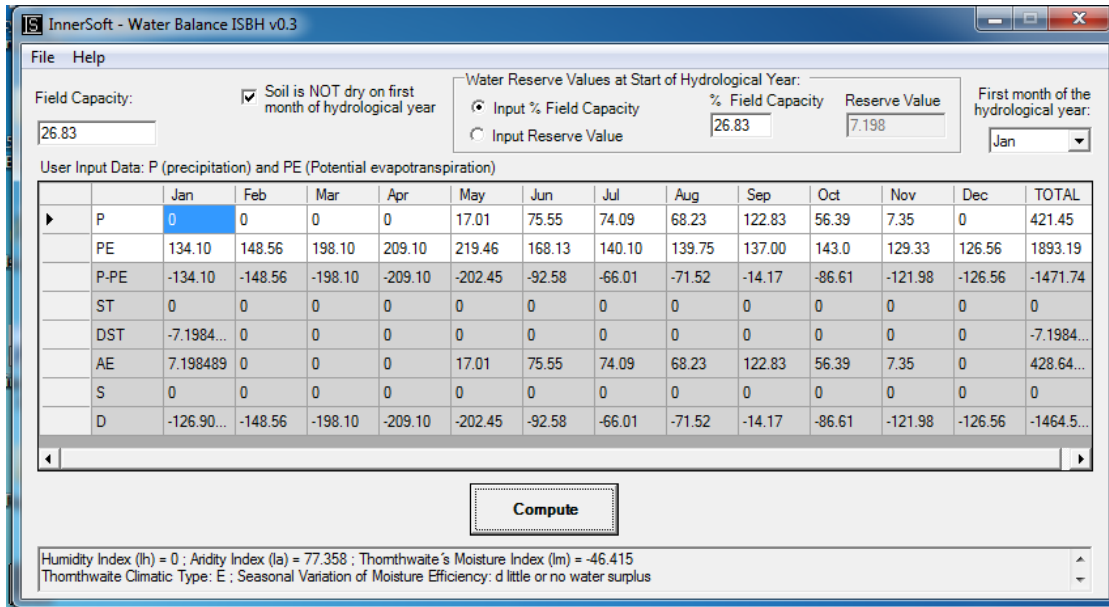 InnerSoft - Water Balance ISBH v0.3
File Help
Field Capacity:
26.83
Soil is NOT dry on first
month of hydrological year
Water Reserve Values at Start of Hydrological Year:
Input % Field Capacity
Input Reserve Value
% Field Capacity
26.83
Reserve Value
7.198
First month of the
hydrological year:
Jan
User Input Data: P (precipitation) and PE (Potential evapotranspiration)
Jan Feb Mar Apr May Jun Jul Aug Sep Oct Nov Dec TOTAL
P 0 0 0 0 17.01 75.55 74.09 68.23 122.83 56.39 7.35 0 421.45
PE 134.10 148.56 198.10 209.10 219.46 168.13 140.10 139.75 137.00 143.0 129.33 126.56 1893.19
P-PE -134.10 -148.56 -198.10 -209.10 -202.45 -92.58 -66.01 -71.52 -14.17 -86.61 -121.98 -126.56 -1471.74
ST 0 0 0 0 0 0 0 0 0 0 0 0 0
DST -7.1984... 0 0 0 0 0 0 0 0 0 0 0 -7.1984...
AE 7.198489 0 0 0 17.01 75.55 74.09 68.23 122.83 56.39 7.35 0 428.64...
S 0 0 0 0 0 0 0 0 0 0 0 0 0
D -126.90... -148.56 -198.10 -209.10 -202.45 -92.58 -66.01 -71.52 -14.17 -86.61 -121.98 -126.56 -1464.5...
Compute
Humidity Index (Ih) = 0 ; Aridity Index (Ia) = 77.358 ; Thornthwaite´s Moisture Index (Im) = -46.415
Thornthwaite Climatic Type: E ; Seasonal Variation of Moisture Efficiency: d little or no water surplus